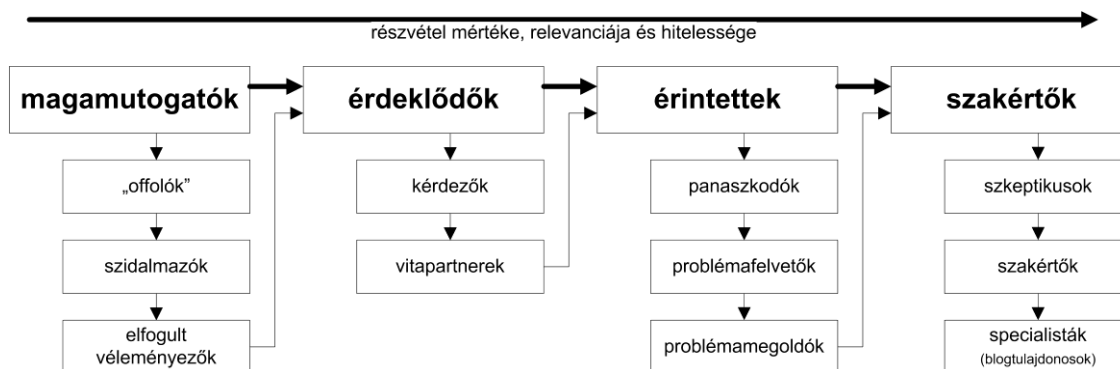 részvétel mértéke, relevanciája és hitelessége
magamutogatók
érdeklődők
érintettek
szakértők
„offolók”
kérdezők
panaszkodók
szkeptikusok
szidalmazók
vitapartnerek
problémafelvetők
szakértők
elfogult
véleményezők
problémamegoldók
specialisták
(blogtulajdonosok)